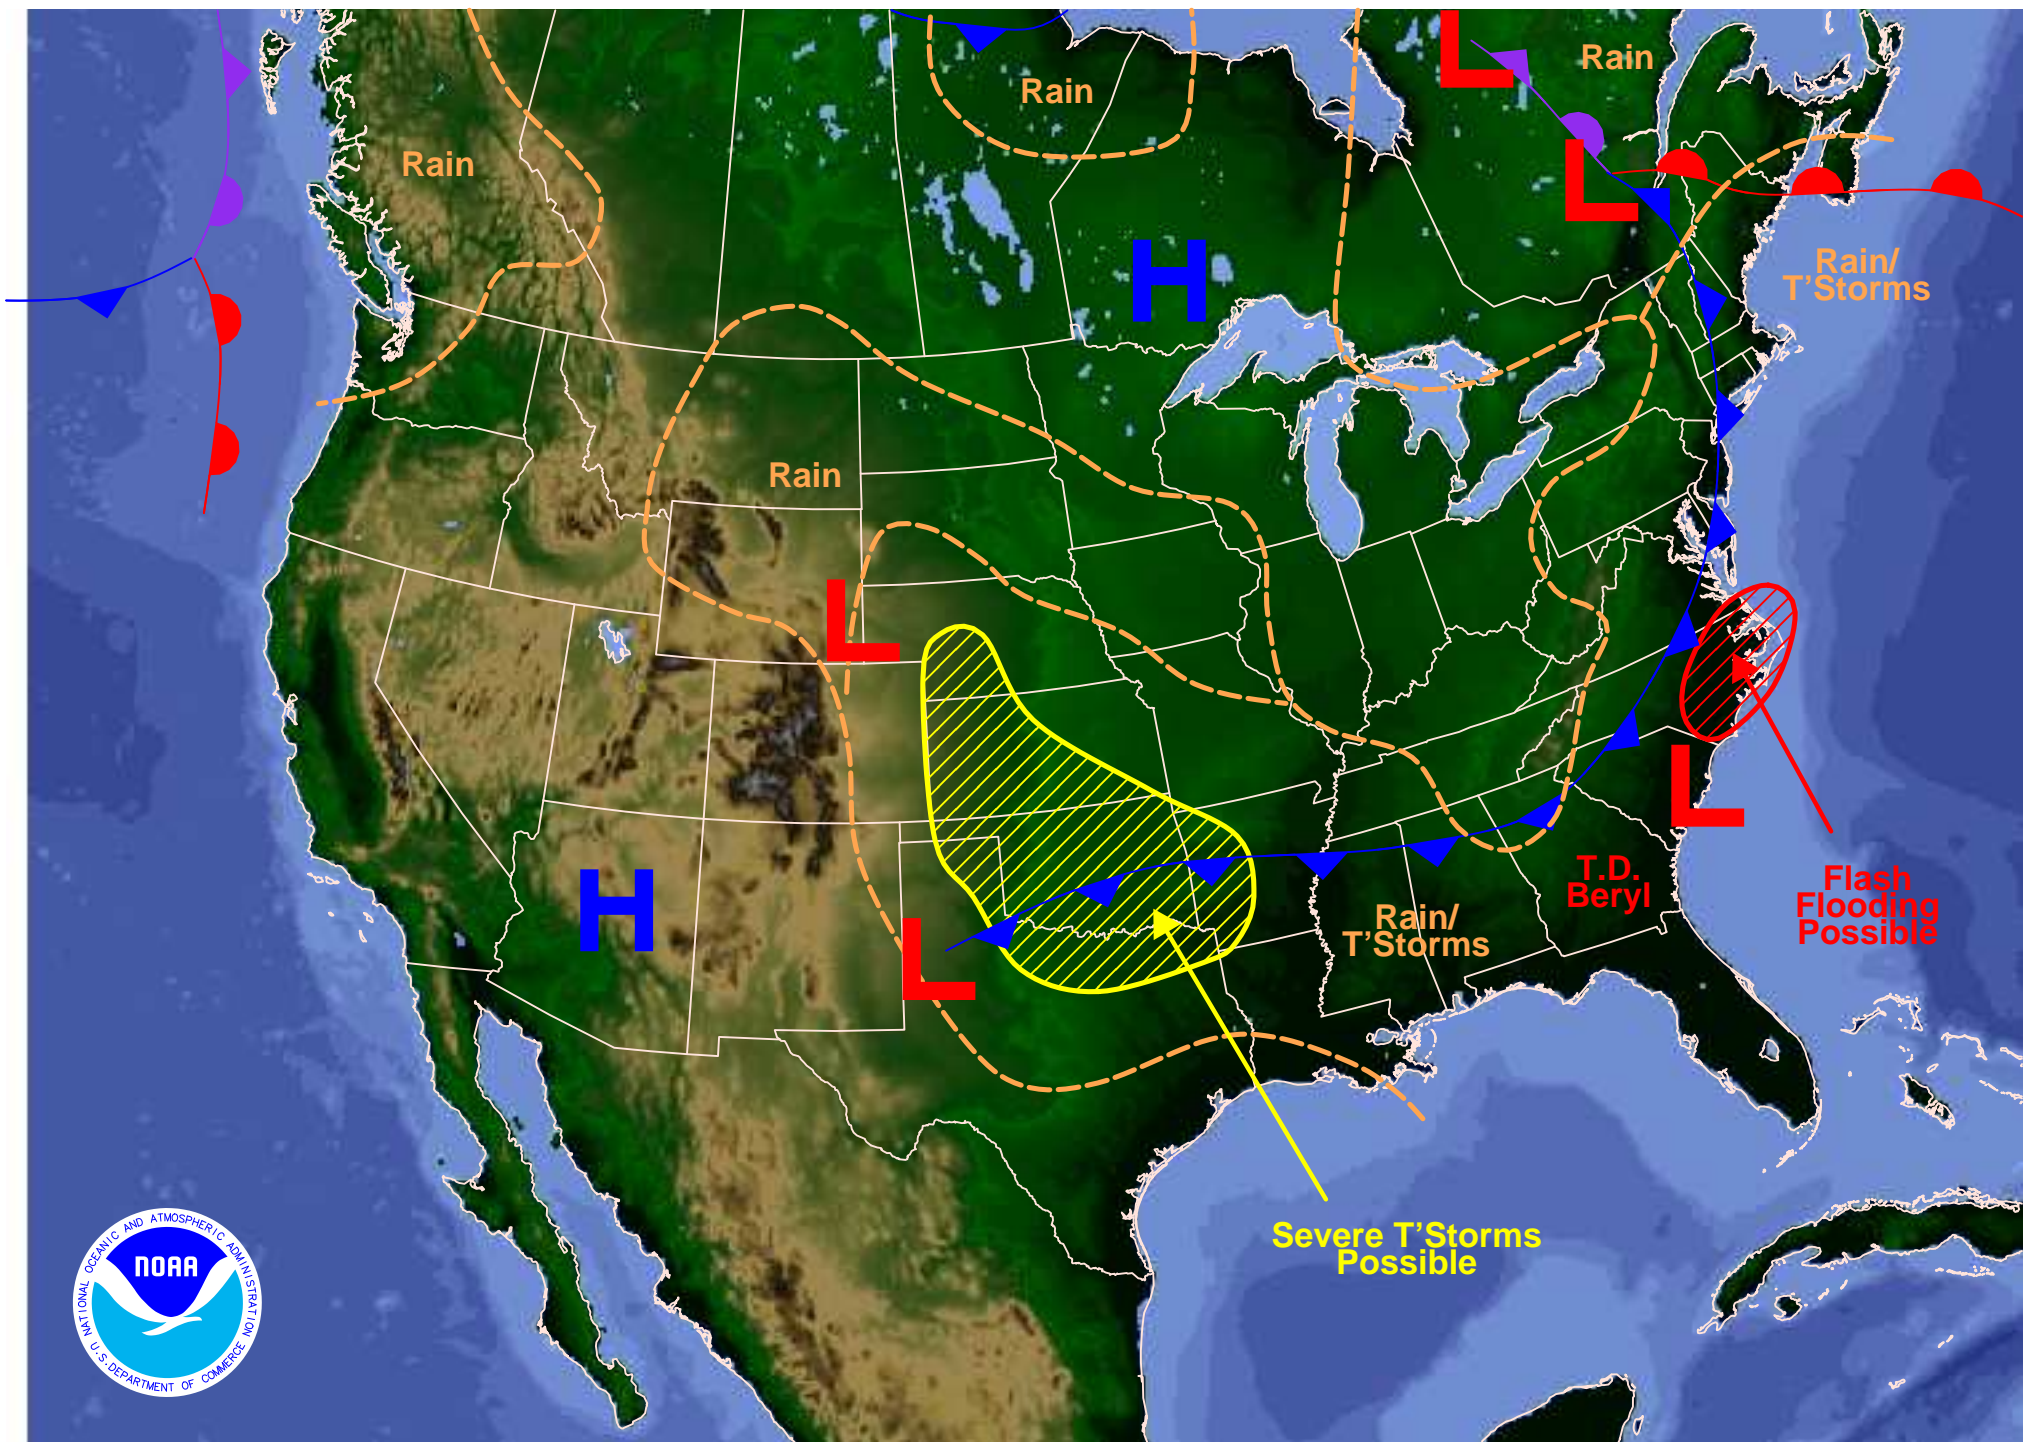 Rain
Rain
Rain
L
L
H
Rain/
T'Storms
Rain
L
L
T.D.
Beryl
Flash
Flooding
Possible
H
L
Rain/
T'Storms
Severe T'Storms
Possible
NATIONAL OCEANIC AND ATMOSPHERIC ADMINISTRATION
NOAA
U.S. DEPARTMENT OF COMMERCE